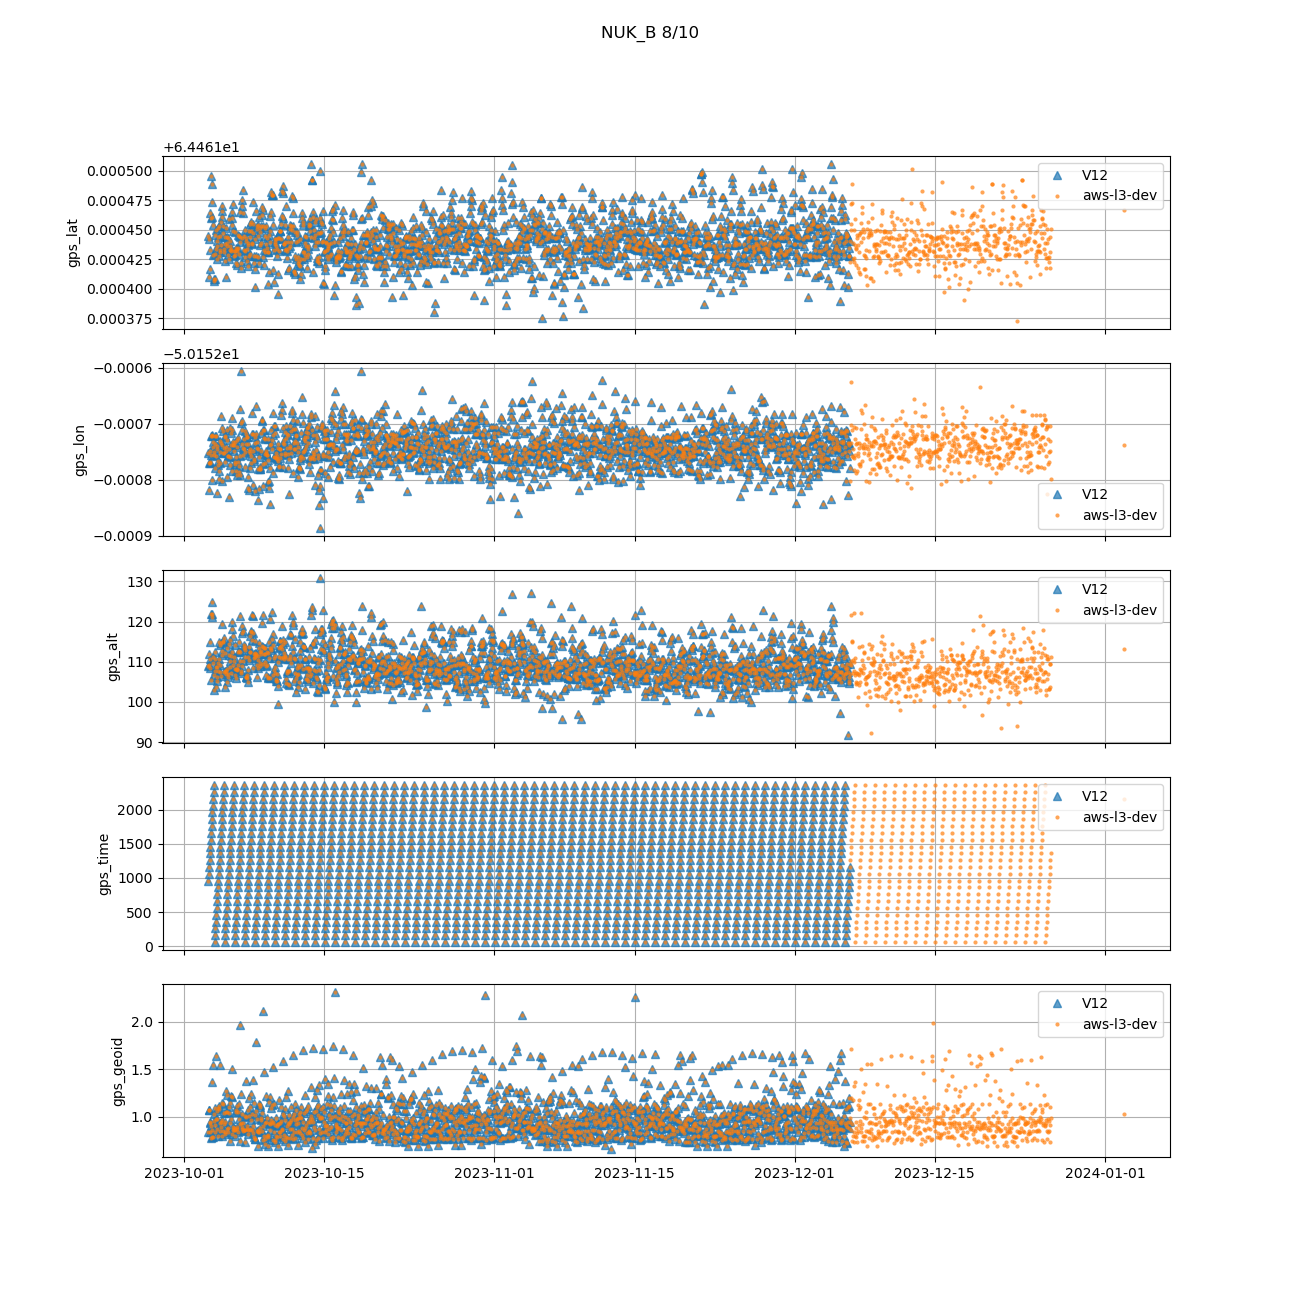 NUK_B 8/10
+6.4461e1
0.000500
0.000475
0.000450
0.000425
0.000400
0.000375
gps_lat
V12
aws-l3-dev
−5.0152e1
−0.0006
−0.0007
−0.0008
−0.0009
gps_lon
V12
aws-l3-dev
130
120
110
100
90
gps_alt
V12
aws-l3-dev
2000
1500
1000
500
0
gps_time
V12
aws-l3-dev
2.0
1.5
1.0
gps_geoid
V12
aws-l3-dev
2023-10-01 2023-10-15 2023-11-01 2023-11-15 2023-12-01 2023-12-15 2024-01-01